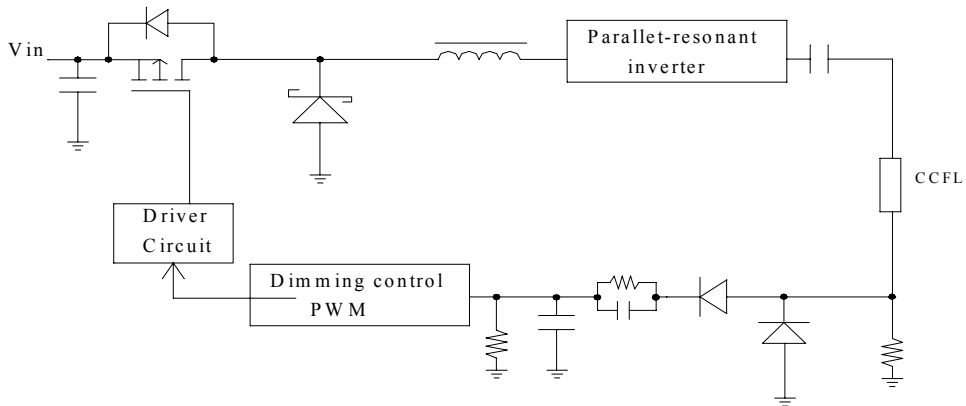 Vin
Parallet-resonant
inverter
CCFL
Driver
Circuit
Dimming control
PWM